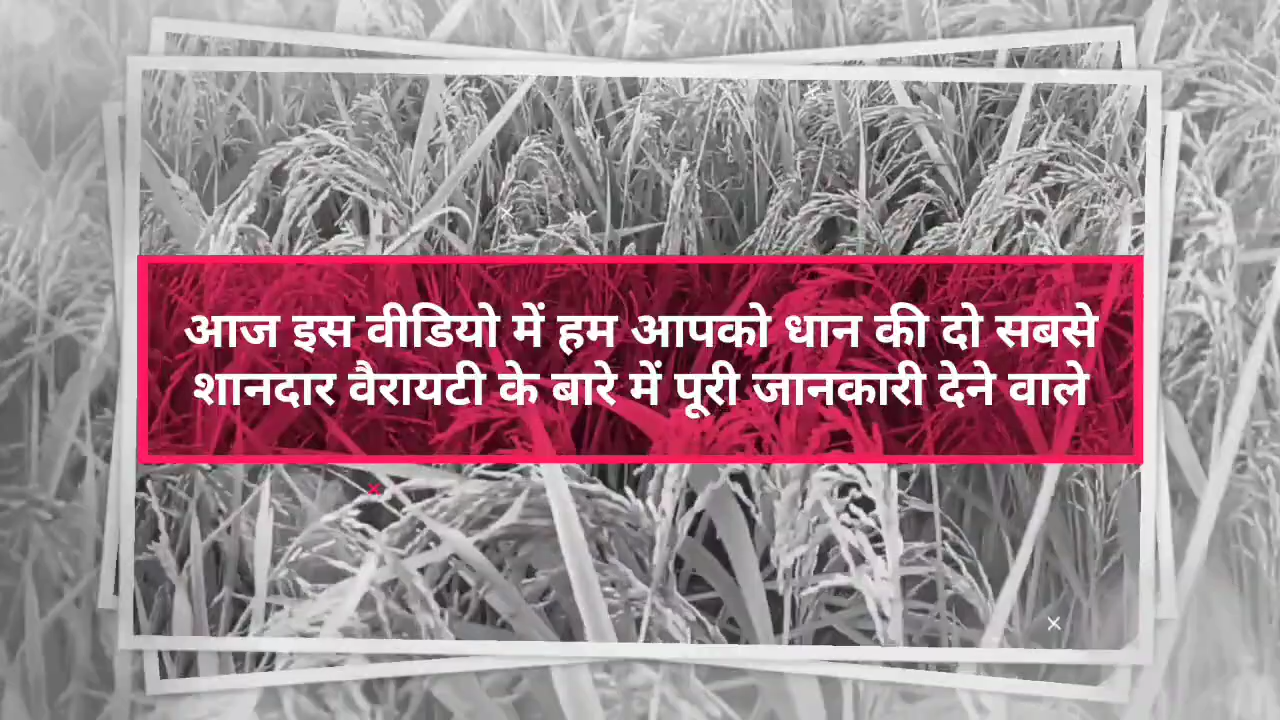 आज इस वीडियो में हम आपको धान की दो सबसे
शानदार वैरायटी के बारे में पूरी जानकारी देने वाले